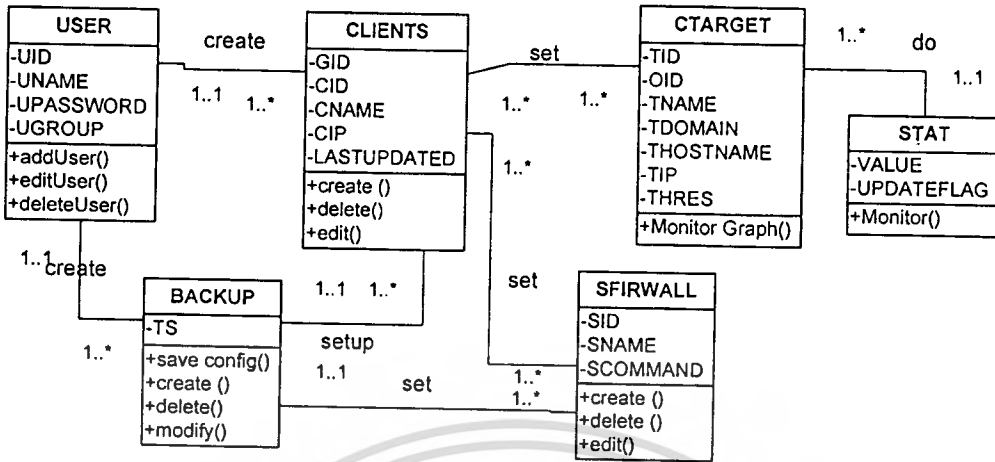 USER
-UID
-UNAME
-UPASSWORD
-UGROUP
+addUser()
+editUser()
+deleteUser()
create
1..1
1..*
CLIENTS
-GID
-CID
-CNAME
-CIP
-LASTUPDATED
+create ()
+delete()
+edit()
set
1..*
1..*
CTARGET
-TID
-OID
-TNAME
-TDOMAIN
-THOSTNAME
-TIP
-THRES
+Monitor Graph()
1..*
do
1..1
STAT
-VALUE
-UPDATEFLAG
+Monitor()
1..1
create
1..*
BACKUP
-TS
+save config()
+create ()
+delete()
+modify()
1..1
1..*
setup
1..1
set
1..*
1..*
set
1..*
SFIRWALL
-SID
-SNAME
-SCOMMAND
+create ()
+delete ()
+edit()